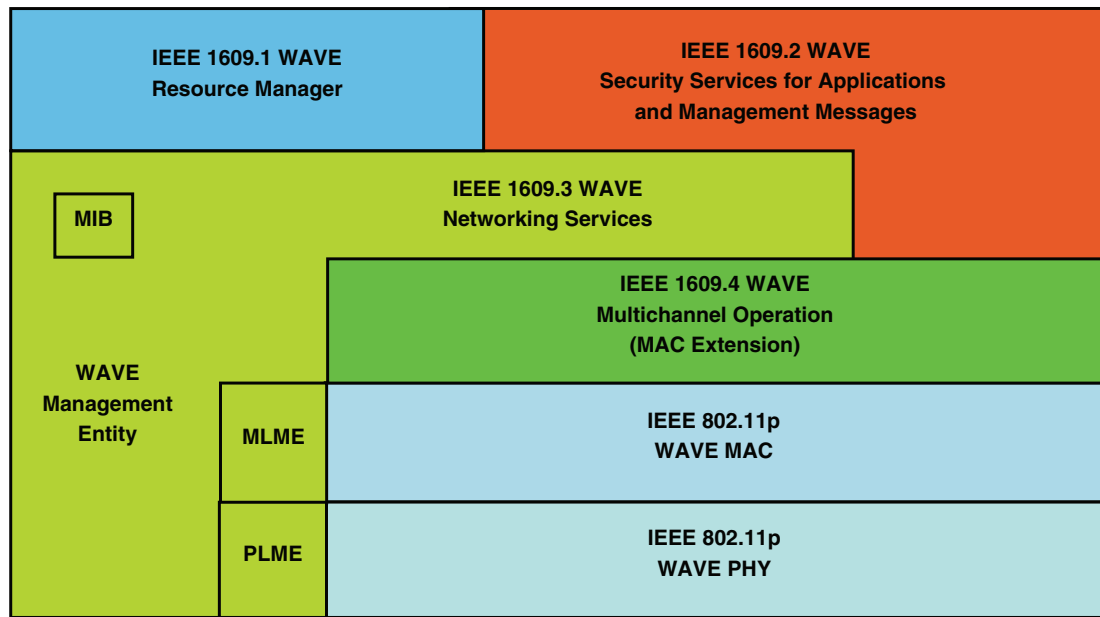 IEEE 1609.1 WAVE
Resource Manager
IEEE 1609.2 WAVE
Security Services for Applications
and Management Messages
MIB
IEEE 1609.3 WAVE
Networking Services
IEEE 1609.4 WAVE
Multichannel Operation
(MAC Extension)
WAVE
Management
Entity
MLME
IEEE 802.11p
WAVE MAC
PLME
IEEE 802.11p
WAVE PHY